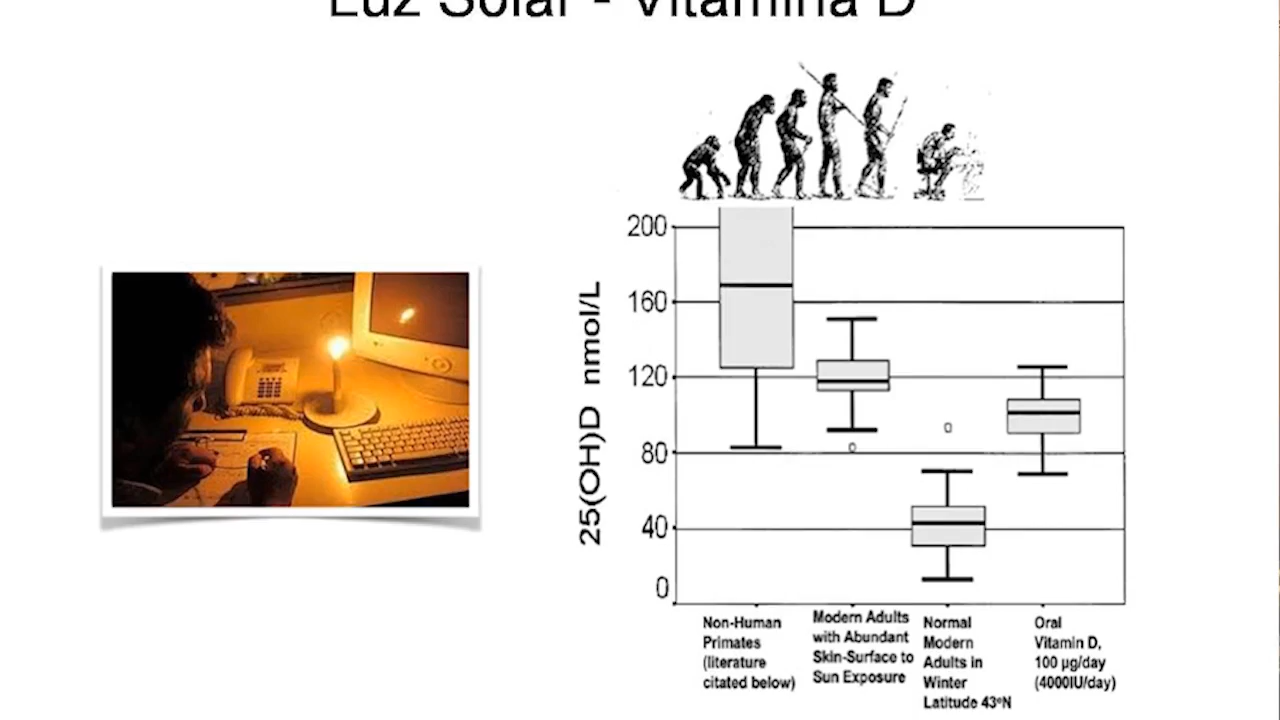 Luz Solar - Vitamina D
200
160
120
80
40
0
25(OH)D nmol/L
Non-Human
Primates
(literature
citated below)
Modern Adults
with Abundant
Skin-Surface to
Sun Exposure
Normal
Modern
Adults in
Winter
Latitude 43ºN
Oral
Vitamin D,
100 µg/day
(4000IU/day)